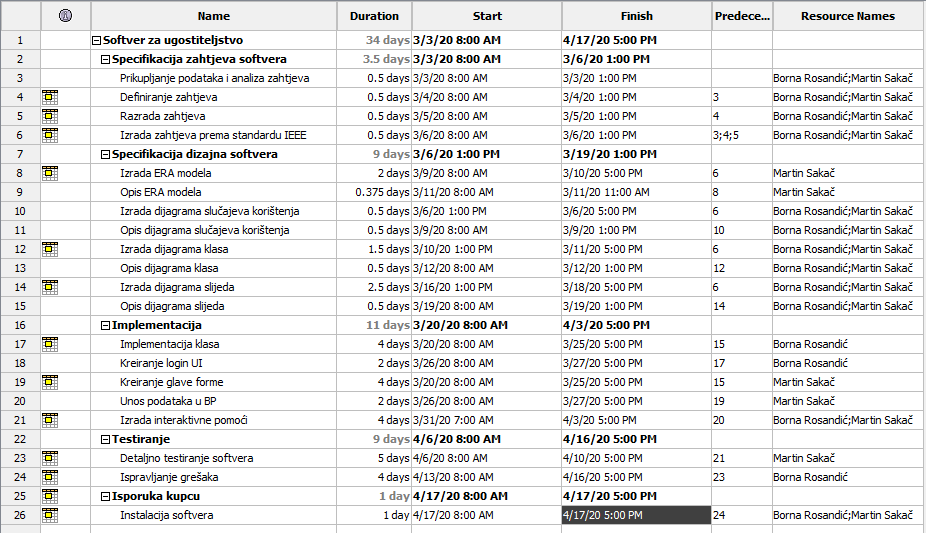 Name Duration Start Finish Predece... Resource Names
1 Softver za ugostiteljstvo 34 days 3/3/20 8:00 AM 4/17/20 5:00 PM
2 Specifikacija zahtjeva softvera 3.5 days 3/3/20 8:00 AM 3/6/20 1:00 PM
3 Prikupljanje podataka i analiza zahtjeva 0.5 days 3/3/20 8:00 AM 3/3/20 1:00 PM Borna Rosandić;Martin Sakač
4 Definiranje zahtjeva 0.5 days 3/4/20 8:00 AM 3/4/20 1:00 PM 3 Borna Rosandić;Martin Sakač
5 Razrada zahtjeva 0.5 days 3/5/20 8:00 AM 3/5/20 1:00 PM 4 Borna Rosandić;Martin Sakač
6 Izrada zahtjeva prema standardu IEEE 0.5 days 3/6/20 8:00 AM 3/6/20 1:00 PM 3;4;5 Borna Rosandić;Martin Sakač
7 Specifikacija dizajna softvera 9 days 3/6/20 1:00 PM 3/19/20 1:00 PM
8 Izrada ERA modela 2 days 3/9/20 8:00 AM 3/10/20 5:00 PM 6 Martin Sakač
9 Opis ERA modela 0.375 days 3/11/20 8:00 AM 3/11/20 11:00 AM 8 Martin Sakač
10 Izrada dijagrama slučajeva korištenja 0.5 days 3/6/20 1:00 PM 3/6/20 5:00 PM 6 Borna Rosandić;Martin Sakač
11 Opis dijagrama slučajeva korištenja 0.5 days 3/9/20 8:00 AM 3/9/20 1:00 PM 10 Borna Rosandić;Martin Sakač
12 Izrada dijagrama klasa 1.5 days 3/10/20 1:00 PM 3/11/20 5:00 PM 6 Borna Rosandić;Martin Sakač
13 Opis dijagrama klasa 0.5 days 3/12/20 8:00 AM 3/12/20 1:00 PM 12 Borna Rosandić;Martin Sakač
14 Izrada dijagrama slijeda 2.5 days 3/16/20 1:00 PM 3/18/20 5:00 PM 6 Borna Rosandić;Martin Sakač
15 Opis dijagrama slijeda 0.5 days 3/19/20 8:00 AM 3/19/20 1:00 PM 14 Borna Rosandić;Martin Sakač
16 Implementacija 11 days 3/20/20 8:00 AM 4/3/20 5:00 PM
17 Implementacija klasa 4 days 3/20/20 8:00 AM 3/25/20 5:00 PM 15 Borna Rosandić
18 Kreiranje login UI 2 days 3/26/20 8:00 AM 3/27/20 5:00 PM 17 Borna Rosandić
19 Kreiranje glave forme 4 days 3/20/20 8:00 AM 3/25/20 5:00 PM 15 Martin Sakač
20 Unos podataka u BP 2 days 3/26/20 8:00 AM 3/27/20 5:00 PM 19 Martin Sakač
21 Izrada interaktivne pomoći 4 days 3/31/20 7:00 AM 4/3/20 5:00 PM 20 Borna Rosandić;Martin Sakač
22 Testiranje 9 days 4/6/20 8:00 AM 4/16/20 5:00 PM
23 Detaljno testiranje softvera 5 days 4/6/20 8:00 AM 4/10/20 5:00 PM 21 Martin Sakač
24 Ispravljanje grešaka 4 days 4/13/20 8:00 AM 4/16/20 5:00 PM 23 Borna Rosandić
25 Isporuka kupcu 1 day 4/17/20 8:00 AM 4/17/20 5:00 PM
26 Instalacija softvera 1 day 4/17/20 8:00 AM 4/17/20 5:00 PM 24 Borna Rosandić;Martin Sakač